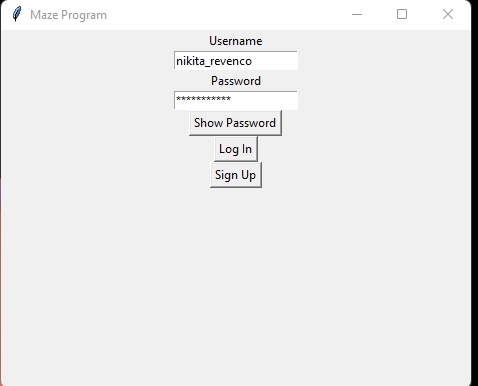 Maze Program
Username
nikita_revenco
Password
***********
Show Password
Log In
Sign Up